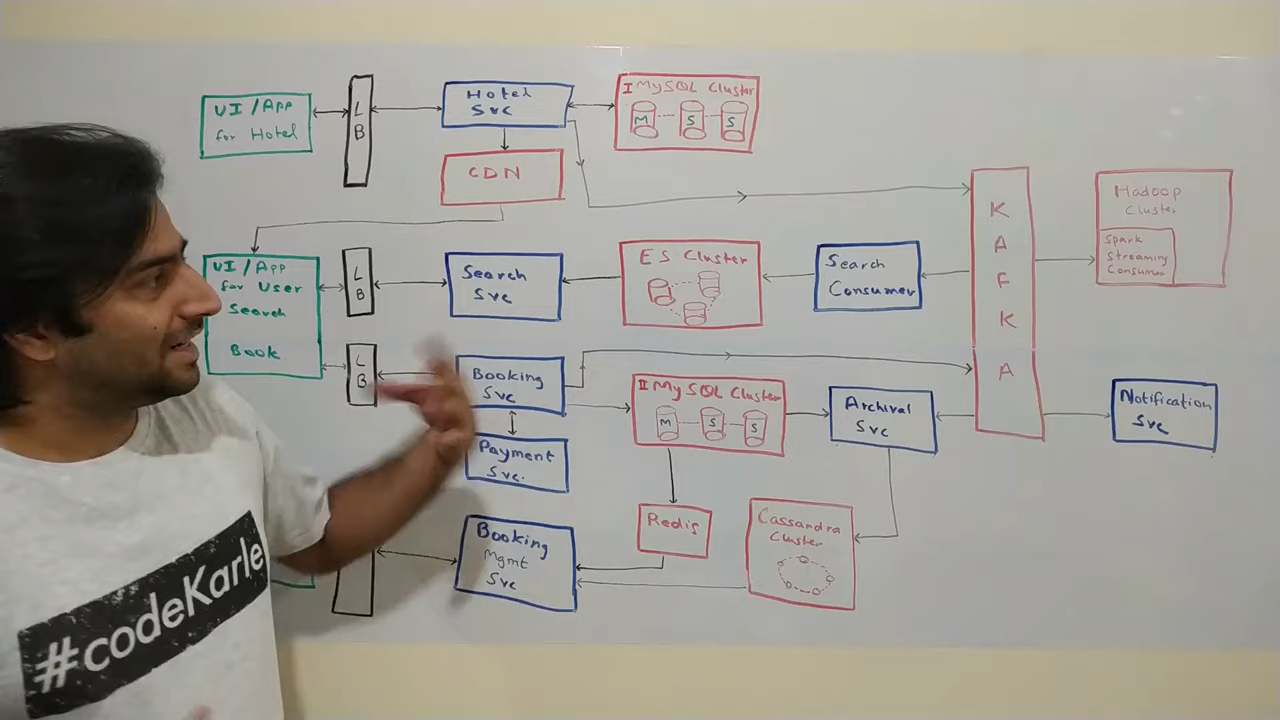 UI/App
for Hotel
L
B
Hotel
Svc
I MySQL Cluster
M S S
CDN
UI/App
for User
Search
Book
L
B
Search
Svc
ES Cluster
Search
Consumer
K
A
F
K
A
Hadoop
Cluster
Spark
Streaming
Consumer
L
B
Booking
Svc
II MySQL Cluster
M S S
Archival
Svc
Notification
Svc
Payment
Svc.
Redis
Cassandra
Cluster
Booking
Mgmt
Svc
#codeKarle